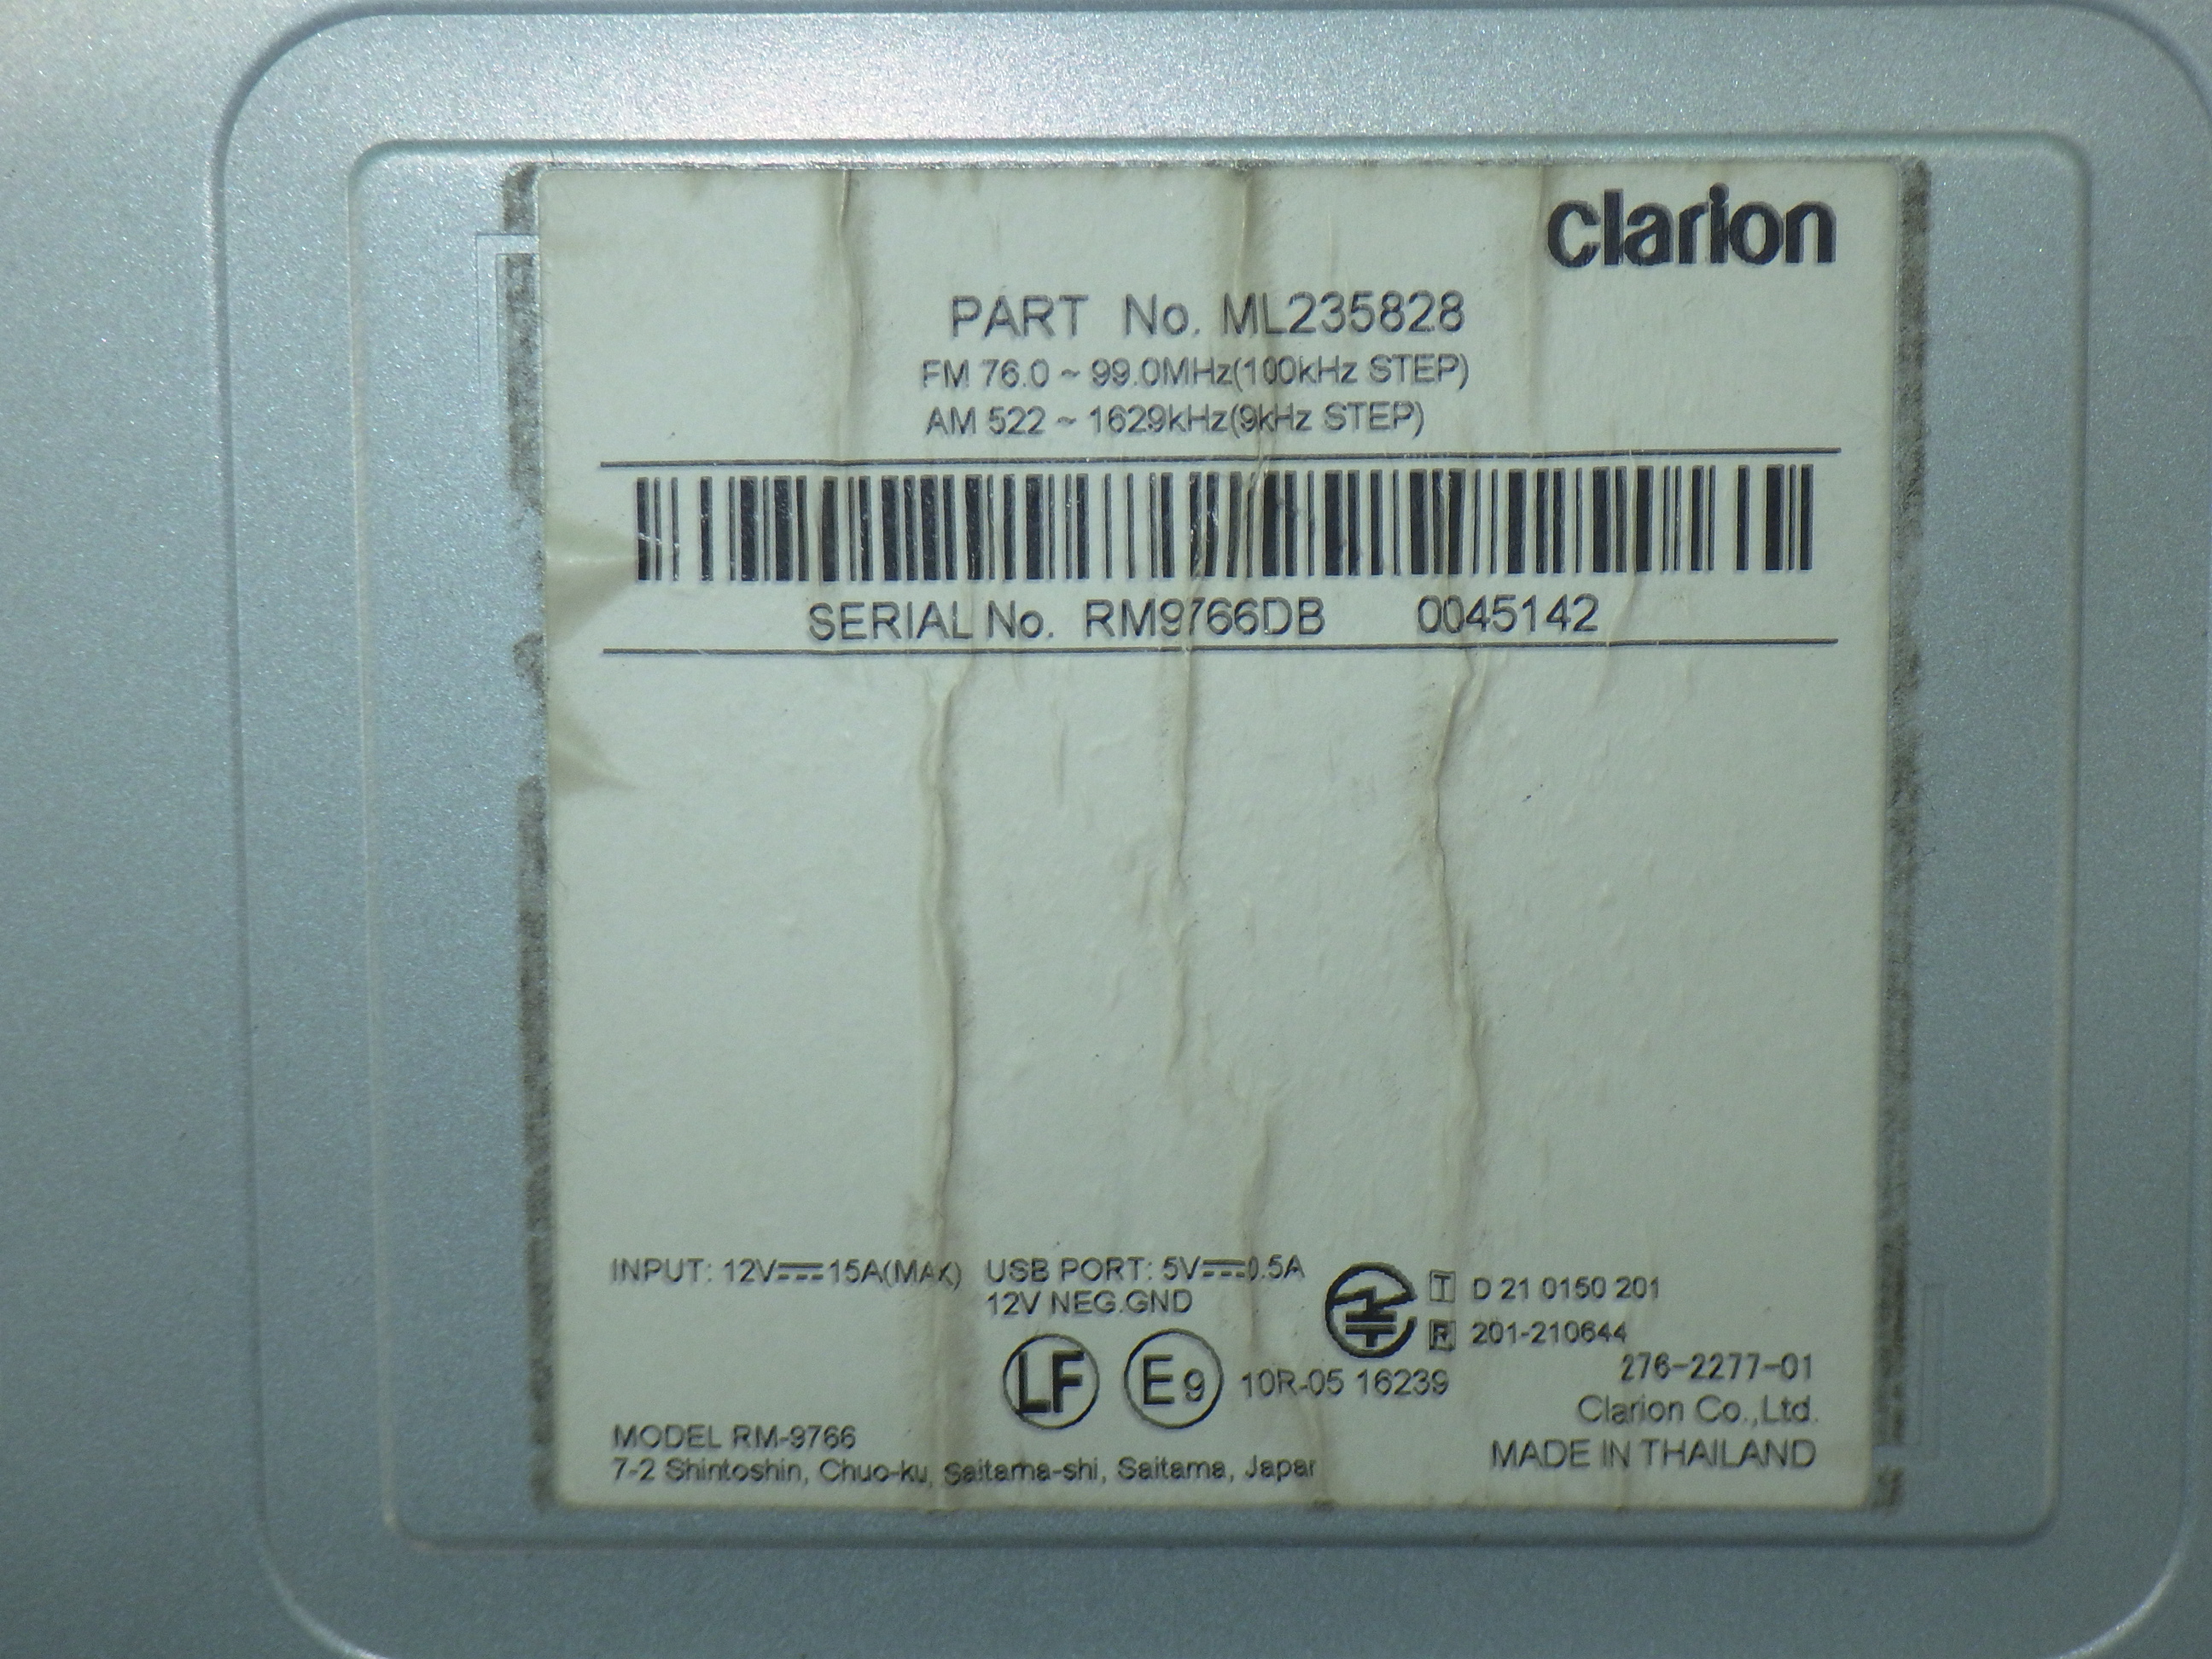 clarion
PART No. ML235828
FM 76.0 ~ 99.0MHz(100kHz STEP)
AM 522 ~ 1629kHz(9kHz STEP)
SERIAL No. RM9766DB 0045142
INPUT: 12V⎓15A(MAX) USB PORT: 5V⎓0.5A
12V NEG.GND
T D 21 0150 201
R 201-210644
LF E9 10R-05 16239
276-2277-01
Clarion Co.,Ltd.
MODEL RM-9766
MADE IN THAILAND
7-2 Shintoshin, Chuo-ku, Saitama-shi, Saitama, Japan